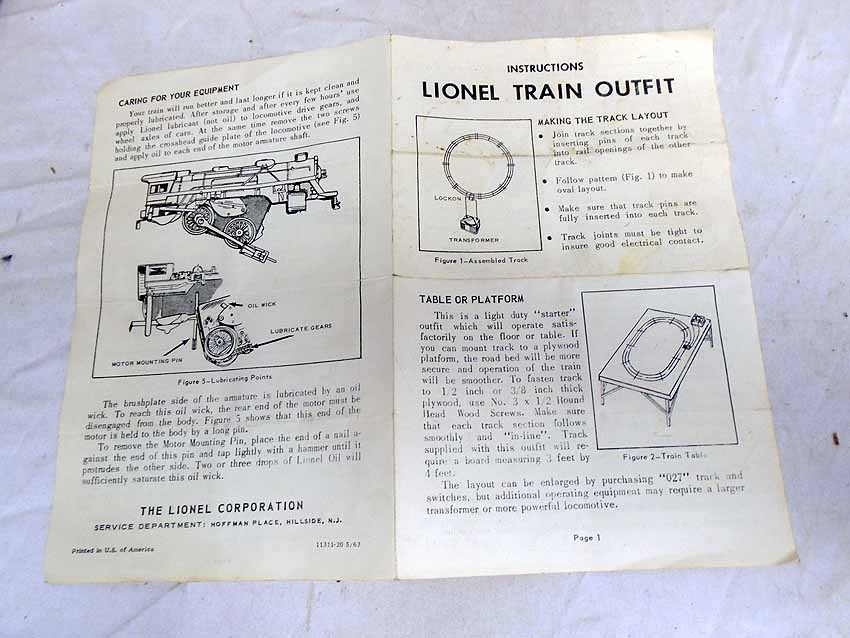 CARING FOR YOUR EQUIPMENT
Your train will run better and last longer if it is kept clean and
properly lubricated. After storage and after every few hours' use
apply Lionel lubricant (not oil) to locomotive drive gears, and
wheel axles of cars. At the same time remove the two screws
holding the crosshead guide plate of the locomotive (see Fig. 5)
and apply oil to each end of the motor armature shaft.
OIL WICK
LUBRICATE GEARS
MOTOR MOUNTING PIN
Figure 5—Lubricating Points
The brushplate side of the armature is lubricated by an oil
wick. To reach this oil wick, the rear end of the motor must be
disengaged from the body. Figure 5 shows that this end of the
motor is held to the body by a long pin.
To remove the Motor Mounting Pin, place the end of a nail a-
gainst the end of this pin and tap lightly with a hammer until it
protrudes the other side. Two or three drops of Lionel Oil will
sufficiently saturate this oil wick.
THE LIONEL CORPORATION
SERVICE DEPARTMENT: HOFFMAN PLACE, HILLSIDE, N.J.
Printed in U.S. of America
11311-20 5/63
INSTRUCTIONS
LIONEL TRAIN OUTFIT
LOCKON
TRANSFORMER
Figure 1—Assembled Track
MAKING THE TRACK LAYOUT
• Join track sections together by
inserting pins of each track
into rail openings of the other
track.
• Follow pattern (Fig. 1) to make
oval layout.
• Make sure that track pins are
fully inserted into each track.
• Track joints must be tight to
insure good electrical contact.
TABLE OR PLATFORM
This is a light duty "starter"
outfit which will operate satis-
factorily on the floor or table. If
you can mount track to a plywood
platform, the road bed will be more
secure and operation of the train
will be smoother. To fasten track
to 1/2 inch or 3/8 inch thick
plywood, use No. 3 x 1/2 Round
Head Wood Screws. Make sure
that each track section follows
smoothly and "in-line". Track
supplied with this outfit will re-
quire a board measuring 3 feet by
4 feet.
Figure 2—Train Table
The layout can be enlarged by purchasing "027" track and
switches, but additional operating equipment may require a larger
transformer or more powerful locomotive.
Page 1